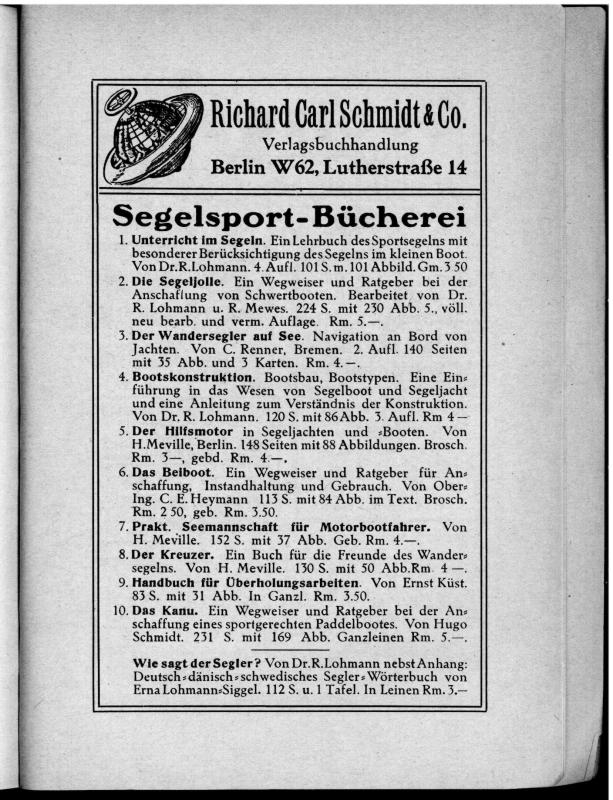 Richard Carl Schmidt & Co.
Verlagsbuchhandlung
Berlin W62, Lutherstraße 14
Segelsport-Bücherei
1. Unterricht im Segeln. Ein Lehrbuch des Sportsegelns mit
besonderer Berücksichtigung des Segelns im kleinen Boot.
Von Dr. R. Lohmann. 4. Aufl. 101 S. m. 101 Abbild. Gm. 3 50
2. Die Segeljolle. Ein Wegweiser und Ratgeber bei der
Anschaffung von Schwertbooten. Bearbeitet von Dr.
R. Lohmann u. R. Mewes. 224 S. mit 230 Abb. 5., völl.
neu bearb. und verm. Auflage. Rm. 5.—.
3. Der Wandersegler auf See. Navigation an Bord von
Jachten. Von C. Renner, Bremen. 2. Aufl. 140 Seiten
mit 35 Abb. und 3 Karten. Rm. 4.—.
4. Bootskonstruktion. Bootsbau, Bootstypen. Eine Ein-
führung in das Wesen von Segelboot und Segeljacht
und eine Anleitung zum Verständnis der Konstruktion.
Von Dr. R. Lohmann. 120 S. mit 86 Abb. 3. Aufl. Rm 4—
5. Der Hilfsmotor in Segeljachten und -Booten. Von
H. Meville, Berlin. 148 Seiten mit 88 Abbildungen. Brosch.
Rm. 3—, gebd. Rm. 4.—.
6. Das Beiboot. Ein Wegweiser und Ratgeber für An-
schaffung, Instandhaltung und Gebrauch. Von Ober-
Ing. C. E. Heymann 113 S. mit 84 Abb. im Text. Brosch.
Rm. 2 50, geb. Rm. 3.50.
7. Prakt. Seemannschaft für Motorbootfahrer. Von
H. Meville. 152 S. mit 37 Abb. Geb. Rm. 4.—.
8. Der Kreuzer. Ein Buch für die Freunde des Wander-
segelns. Von H. Meville. 130 S. mit 50 Abb. Rm 4—.
9. Handbuch für Überholungsarbeiten. Von Ernst Küst.
83 S. mit 31 Abb. In Ganzl. Rm. 3.50.
10. Das Kanu. Ein Wegweiser und Ratgeber bei der An-
schaffung eines sportgerechten Paddelbootes. Von Hugo
Schmidt. 231 S. mit 169 Abb. Ganzleinen Rm. 5.—.
Wie sagt der Segler? Von Dr. R. Lohmann nebst Anhang:
Deutsch-dänisch-schwedisches Segler-Wörterbuch von
Erna Lohmann-Siggel. 112 S. u. 1 Tafel. In Leinen Rm. 3.—